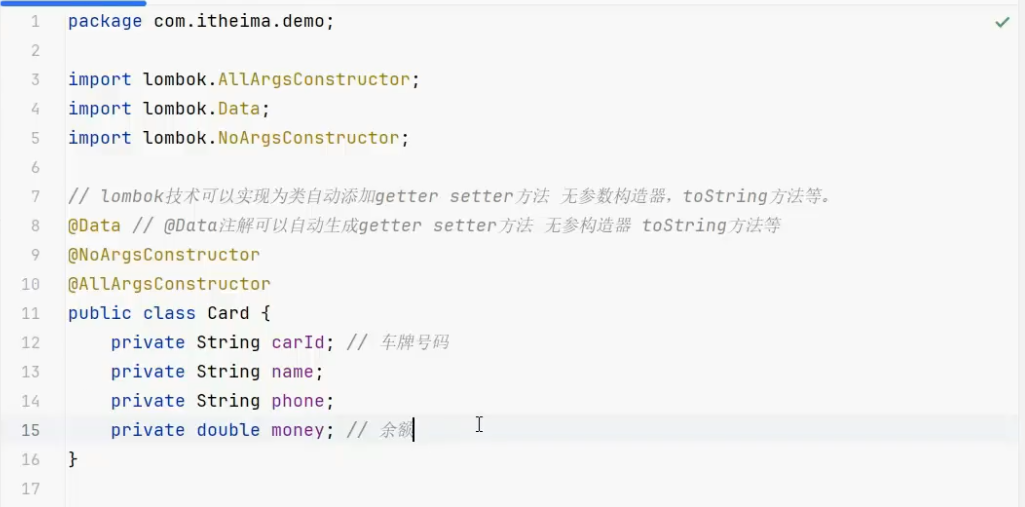 1 package com.itheima.demo;
2
3 import lombok.AllArgsConstructor;
4 import lombok.Data;
5 import lombok.NoArgsConstructor;
6
7 // lombok技术可以实现为类自动添加getter setter方法 无参数构造器，toString方法等。
8 @Data // @Data注解可以自动生成getter setter方法 无参构造器 toString方法等
9 @NoArgsConstructor
10 @AllArgsConstructor
11 public class Card {
12 private String carId; // 车牌号码
13 private String name;
14 private String phone;
15 private double money; // 余额
16 }
17